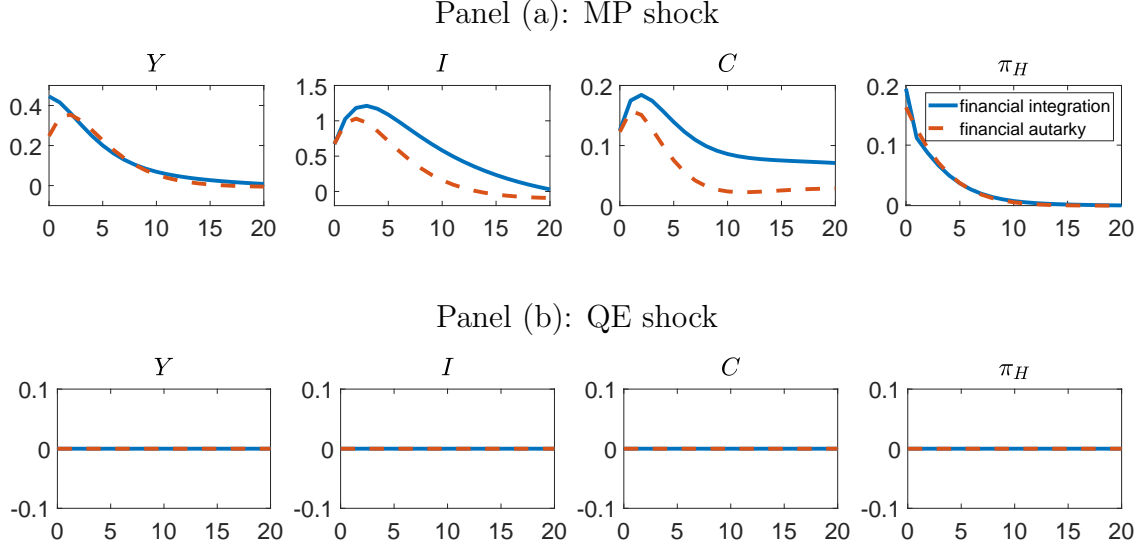 Panel (a): MP shock
Y I C π_H
0.4 1.5 0.2 0.2
financial integration
1
financial autarky
0.2 0.5 0.1 0.1
0 0 0 0
0 5 10 15 20 0 5 10 15 20 0 5 10 15 20 0 5 10 15 20
Panel (b): QE shock
Y I C π_H
0.1 0.1 0.1 0.1
0 0 0 0
-0.1 -0.1 -0.1 -0.1
0 5 10 15 20 0 5 10 15 20 0 5 10 15 20 0 5 10 15 20